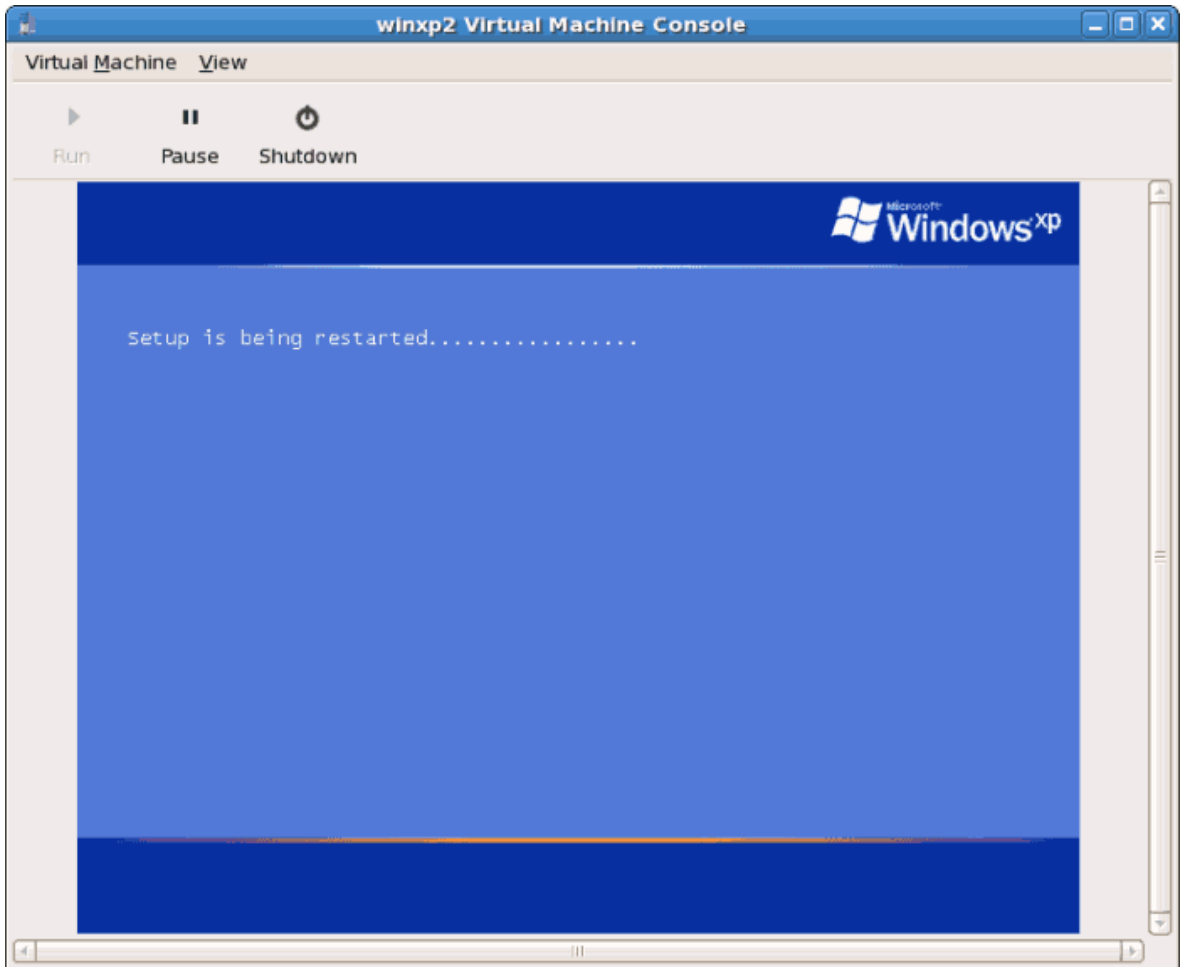 winxp2 Virtual Machine Console
Virtual Machine View
Run Pause Shutdown
Microsoft
Windows xp
Setup is being restarted.................